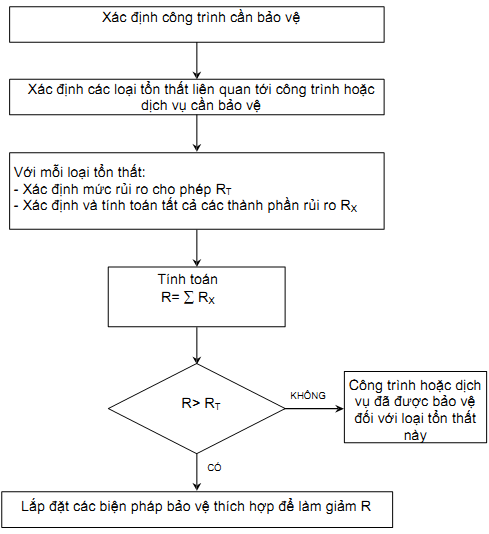 Xác định công trình cần bảo vệ
Xác định các loại tổn thất liên quan tới công trình hoặc
dịch vụ cần bảo vệ
Với mỗi loại tổn thất:
- Xác định mức rủi ro cho phép R_T
- Xác định và tính toán tất cả các thành phần rủi ro R_X
Tính toán
R= ∑ R_X
R> R_T
KHÔNG
Công trình hoặc dịch
vụ đã được bảo vệ
đối với loại tổn thất
này
CÓ
Lắp đặt các biện pháp bảo vệ thích hợp để làm giảm R